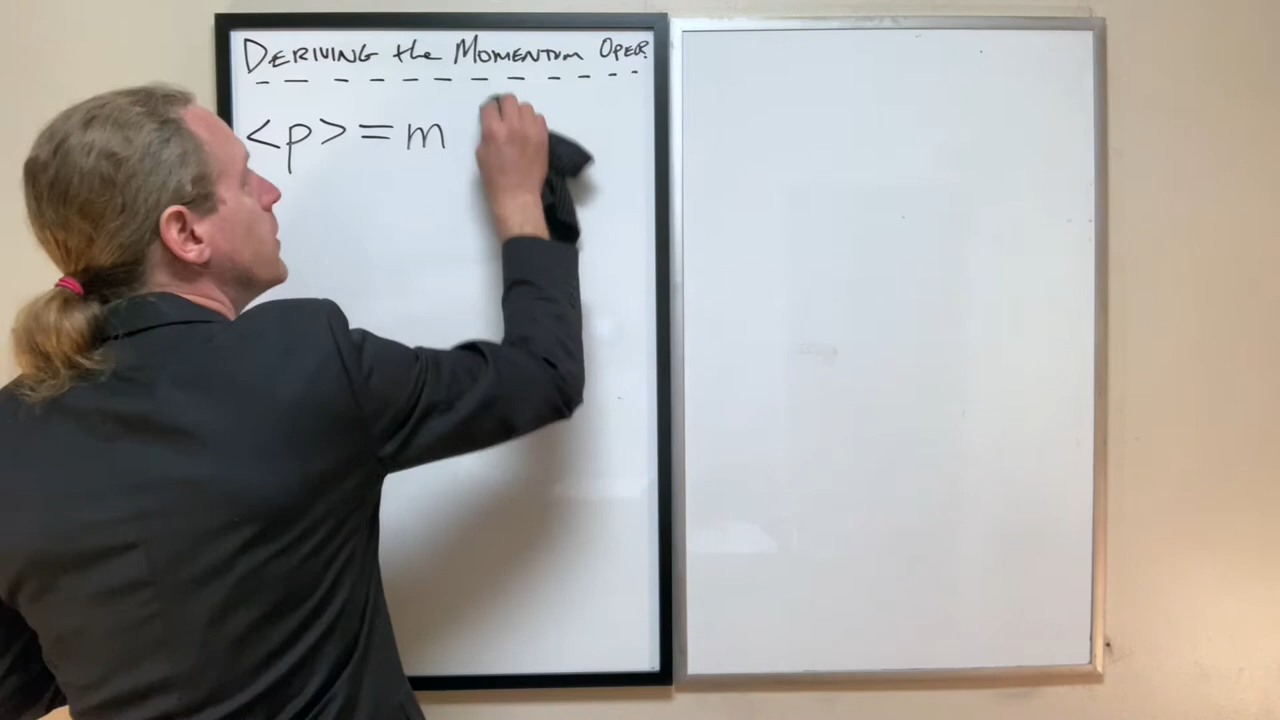 DERIVING the MOMENTUM OPER.
<p> = m